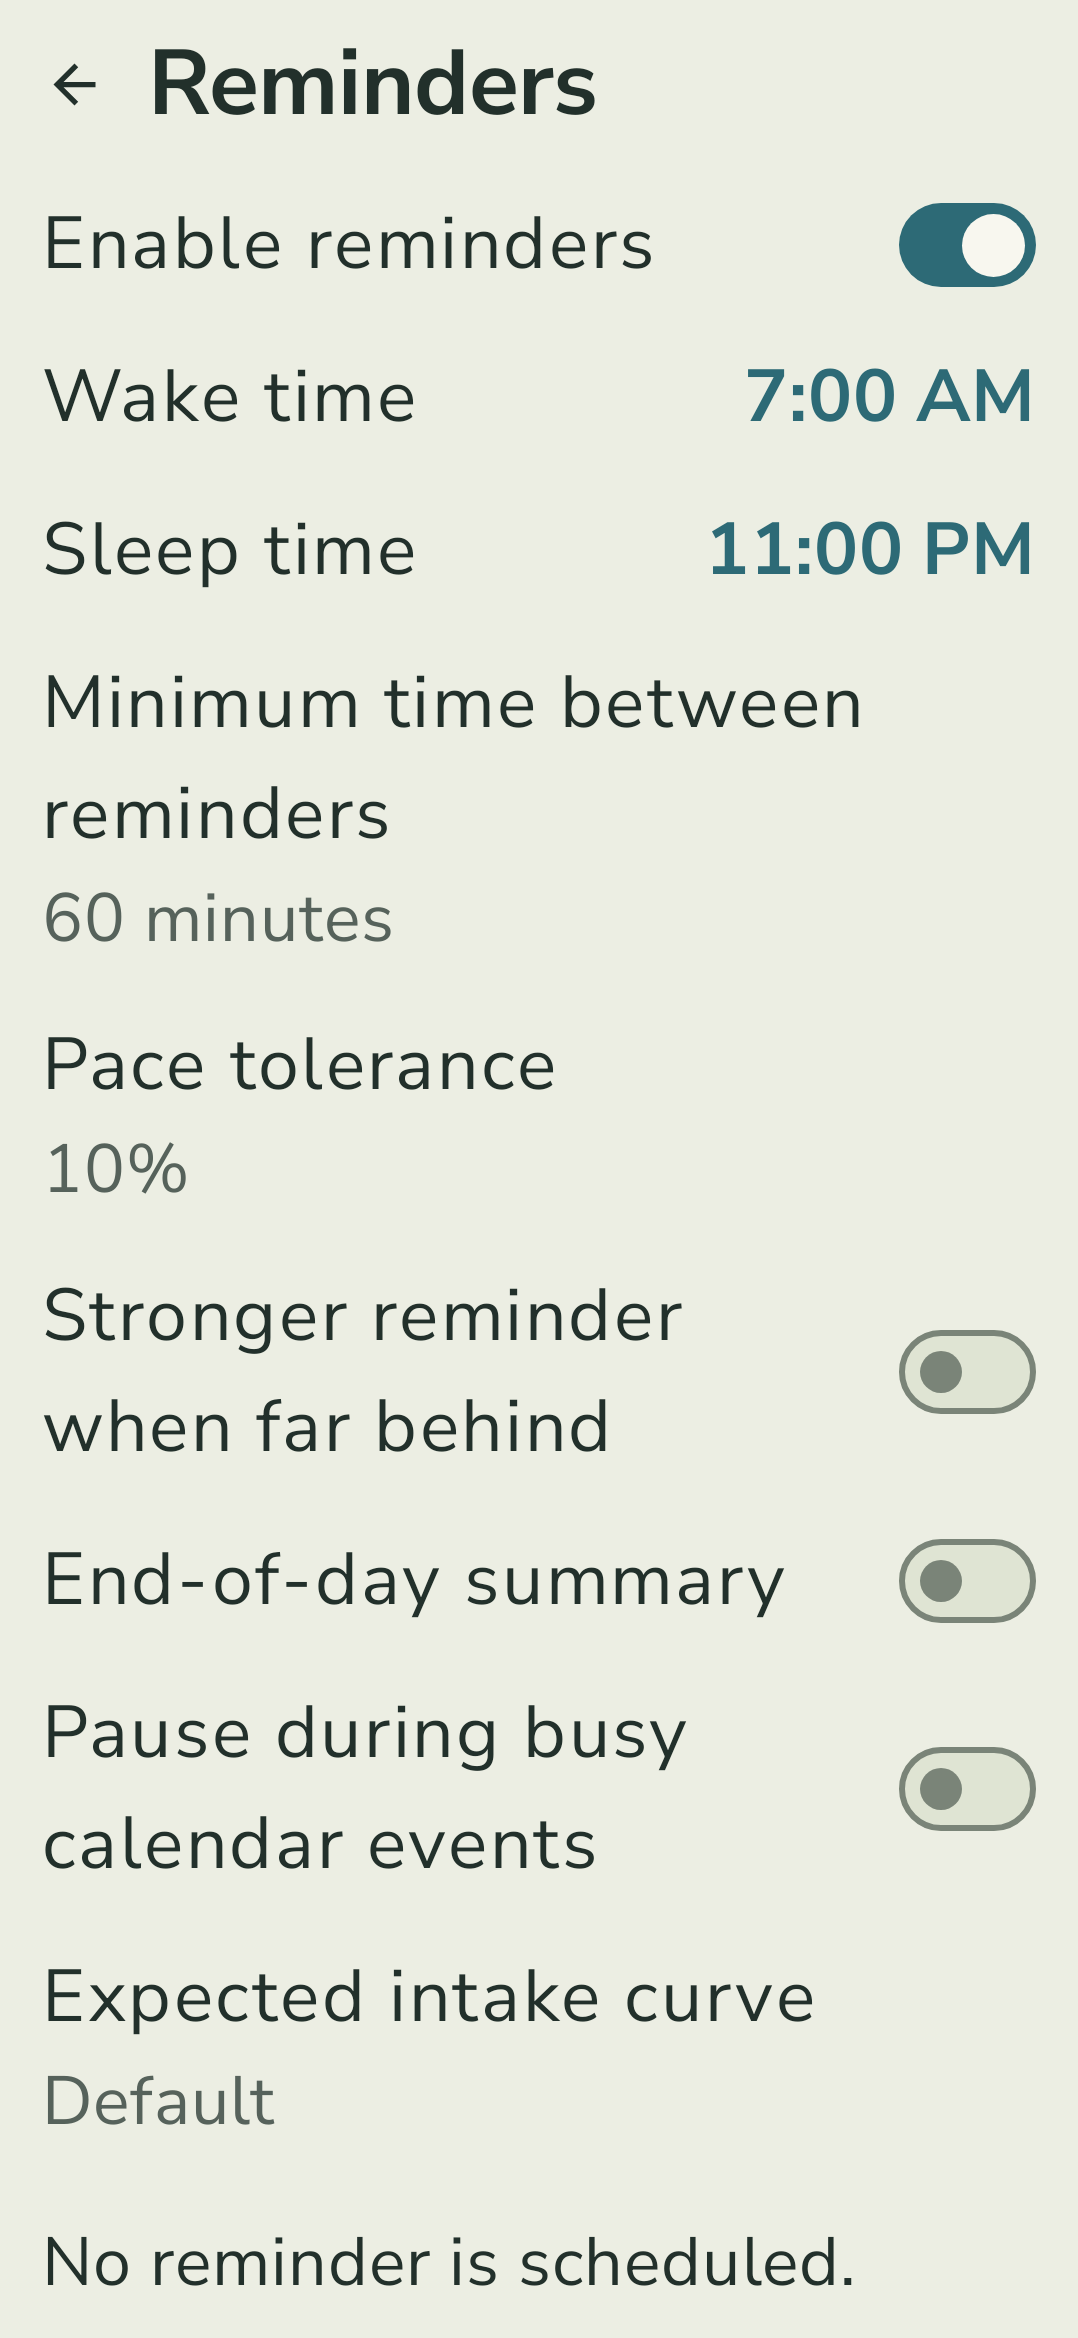 Reminders
Enable reminders
Wake time 7:00 AM
Sleep time 11:00 PM
Minimum time between
reminders
60 minutes
Pace tolerance
10%
Stronger reminder
when far behind
End-of-day summary
Pause during busy
calendar events
Expected intake curve
Default
No reminder is scheduled.